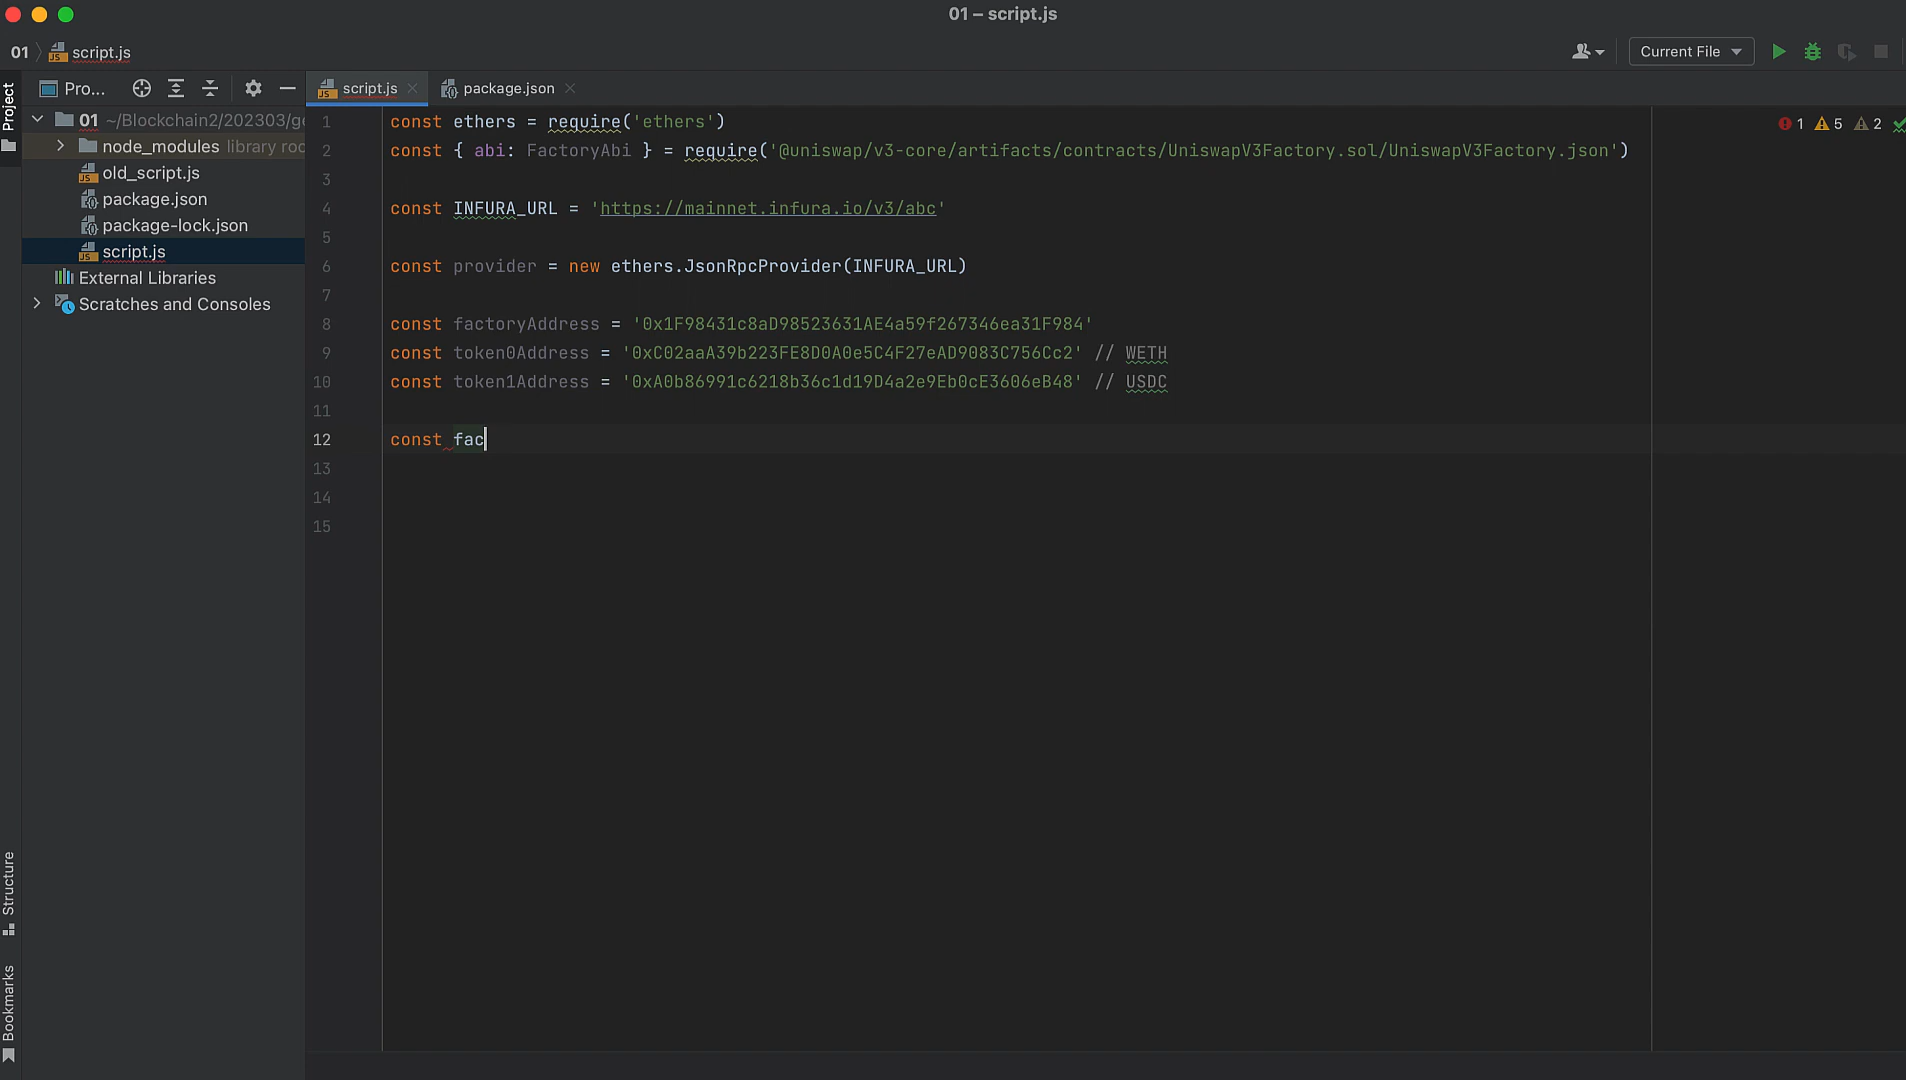 01 – script.js
01 script.js
Current File
Project
Pro...
script.js
package.json
01 ~/Blockchain2/202303/
node_modules library
old_script.js
package.json
package-lock.json
script.js
External Libraries
Scratches and Consoles
1 const ethers = require('ethers')
2 const { abi: FactoryAbi } = require('@uniswap/v3-core/artifacts/contracts/UniswapV3Factory.sol/UniswapV3Factory.json')
3
4 const INFURA_URL = 'https://mainnet.infura.io/v3/abc'
5
6 const provider = new ethers.JsonRpcProvider(INFURA_URL)
7
8 const factoryAddress = '0x1F98431c8aD98523631AE4a59f267346ea31F984'
9 const token0Address = '0xC02aaA39b223FE8D0A0e5C4F27eAD9083C756Cc2' // WETH
10 const token1Address = '0xA0b86991c6218b36c1d19D4a2e9Eb0cE3606eB48' // USDC
11
12 const fac
13
14
15
1 5 2
Structure
Bookmarks